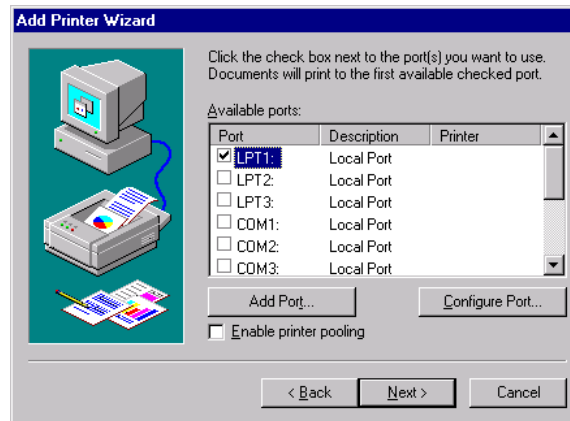 Add Printer Wizard
Click the check box next to the port(s) you want to use.
Documents will print to the first available checked port.
Available ports:
Port Description Printer
LPT1: Local Port
LPT2: Local Port
LPT3: Local Port
COM1: Local Port
COM2: Local Port
COM3: Local Port
Add Port... Configure Port...
Enable printer pooling
< Back Next > Cancel